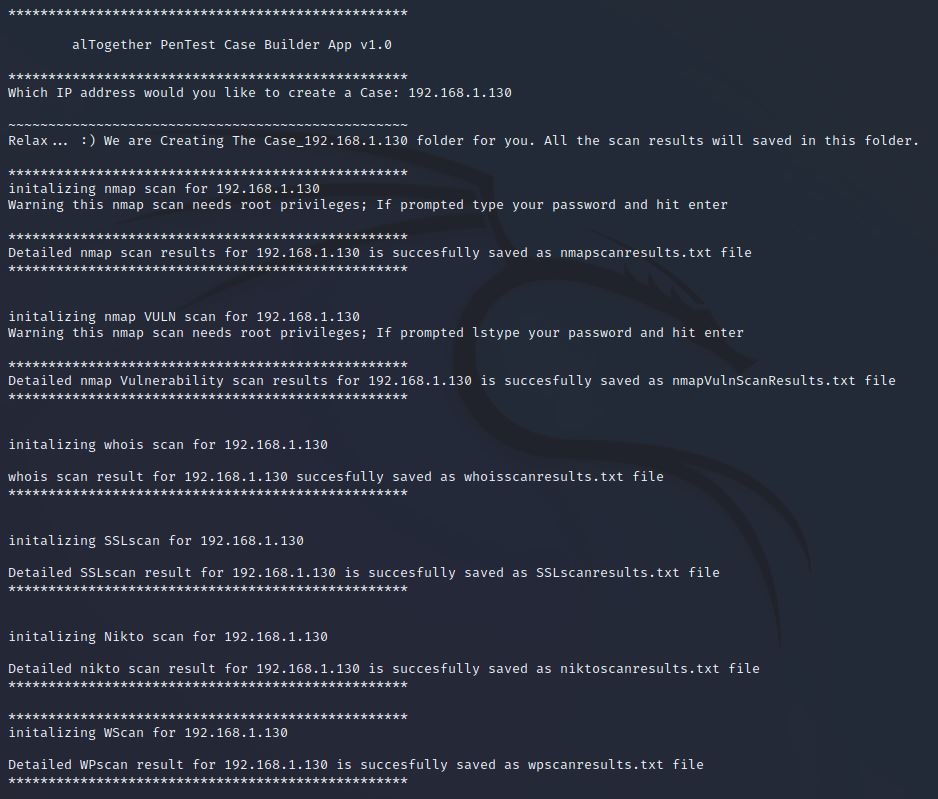 **************************************************
alTogether PenTest Case Builder App v1.0
**************************************************
Which IP address would you like to create a Case: 192.168.1.130
~~~~~~~~~~~~~~~~~~~~~~~~~~~~~~~~~~~~~~~~~~~~~~~~~~
Relax... :) We are Creating The Case_192.168.1.130 folder for you. All the scan results will saved in this folder.
**************************************************
initalizing nmap scan for 192.168.1.130
Warning this nmap scan needs root privileges; If prompted type your password and hit enter
**************************************************
Detailed nmap scan results for 192.168.1.130 is succesfully saved as nmapscanresults.txt file
**************************************************
initalizing nmap VULN scan for 192.168.1.130
Warning this nmap scan needs root privileges; If prompted lstype your password and hit enter
**************************************************
Detailed nmap Vulnerability scan results for 192.168.1.130 is succesfully saved as nmapVulnScanResults.txt file
**************************************************
initalizing whois scan for 192.168.1.130
whois scan result for 192.168.1.130 succesfully saved as whoisscanresults.txt file
**************************************************
initalizing SSLscan for 192.168.1.130
Detailed SSLscan result for 192.168.1.130 is succesfully saved as SSLscanresults.txt file
**************************************************
initalizing Nikto scan for 192.168.1.130
Detailed nikto scan result for 192.168.1.130 is succesfully saved as niktoscanresults.txt file
**************************************************
**************************************************
initalizing WScan for 192.168.1.130
Detailed WPscan result for 192.168.1.130 is succesfully saved as wpscanresults.txt file
**************************************************